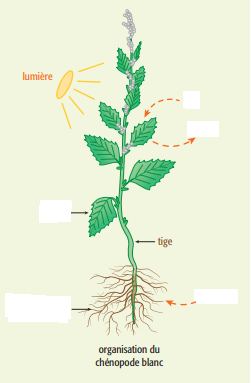 lumière
tige
organisation du
chénopode blanc